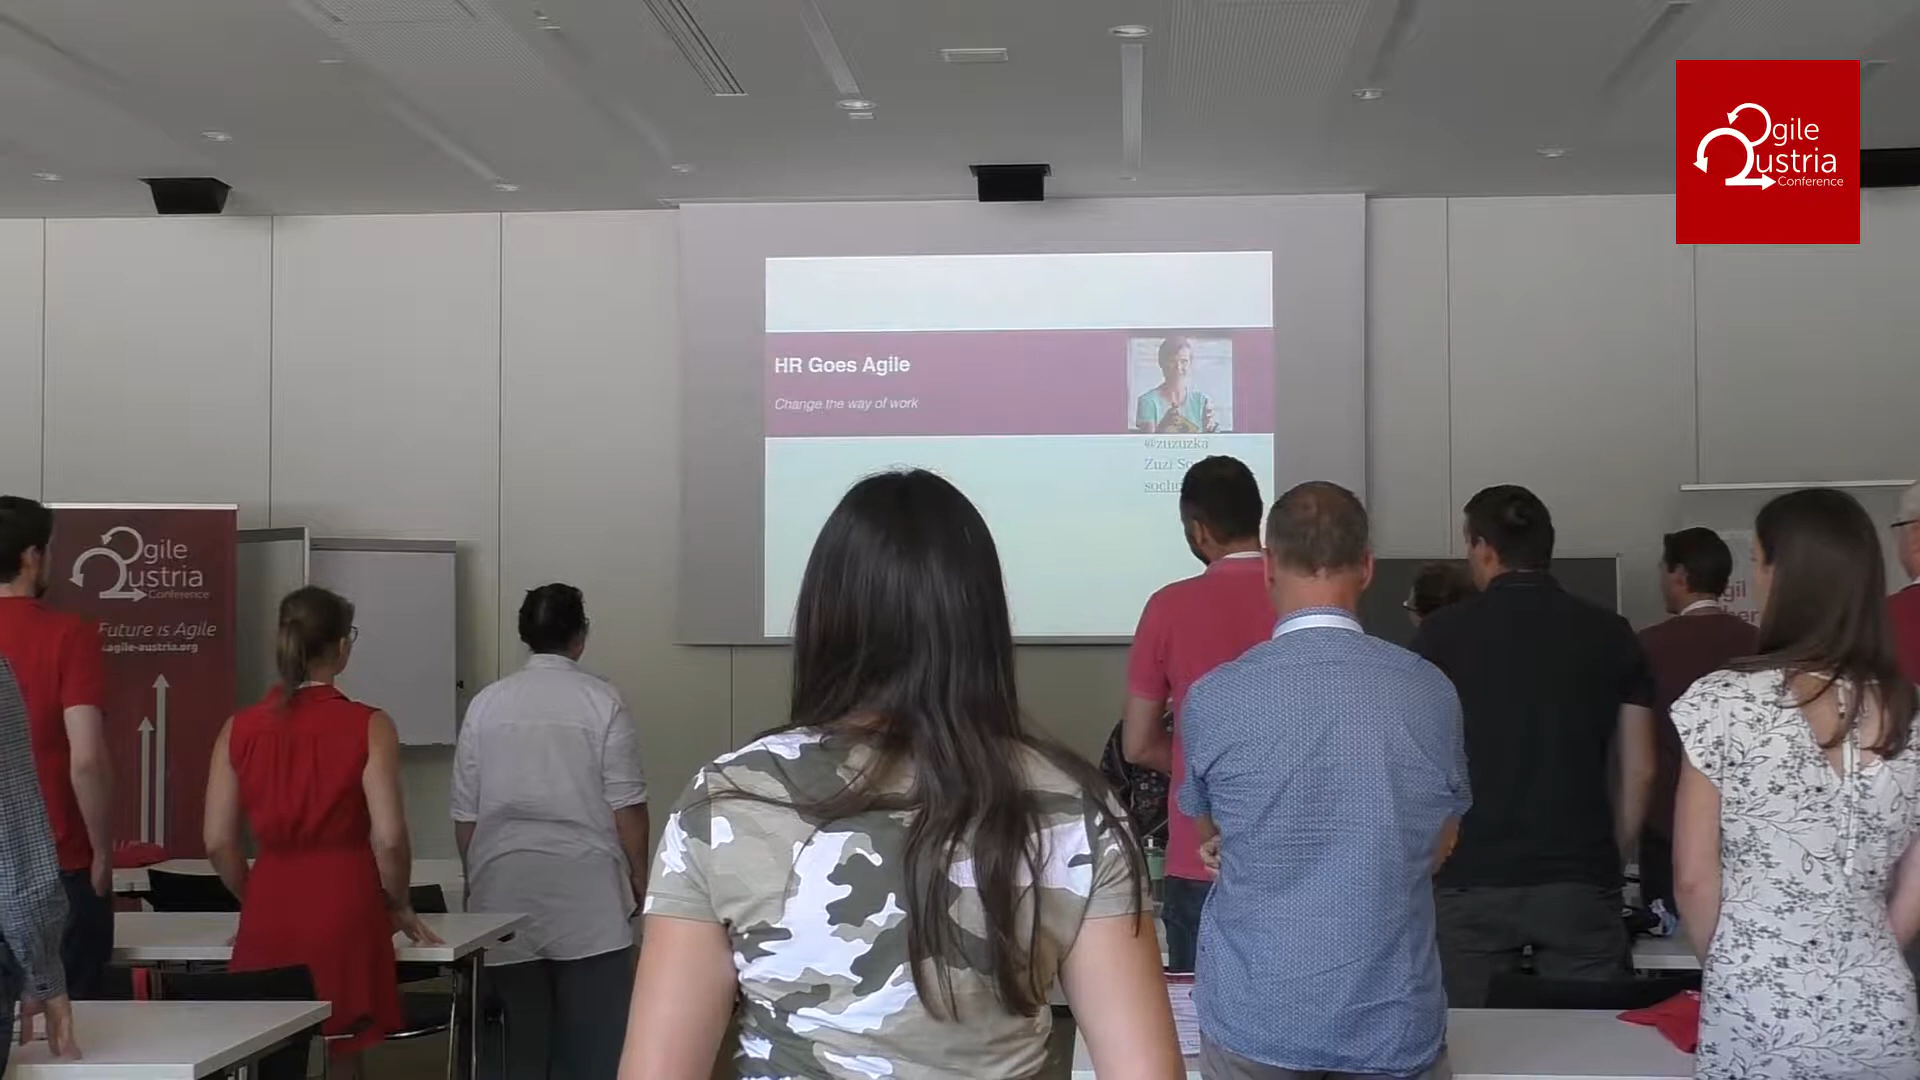 Agile
Austria
Conference
HR Goes Agile
Change the way of work
@zuzuzka
Zuzi
Agile
Austria
Conference
Future is Agile
agile-austria.org